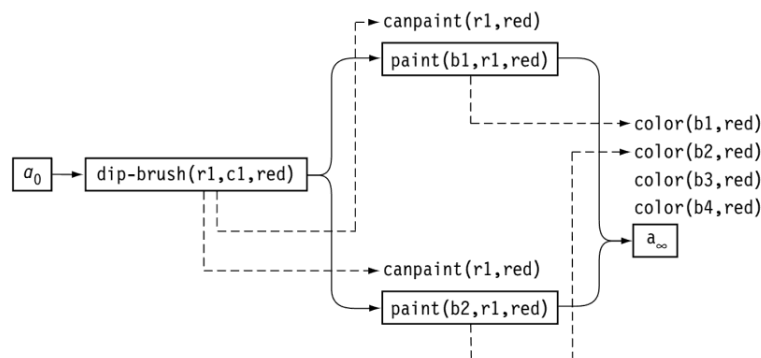 canpaint(r1,red)
paint(b1,r1,red)
color(b1,red)
color(b2,red)
a₀
dip-brush(r1,c1,red)
color(b3,red)
color(b4,red)
a∞
canpaint(r1,red)
paint(b2,r1,red)